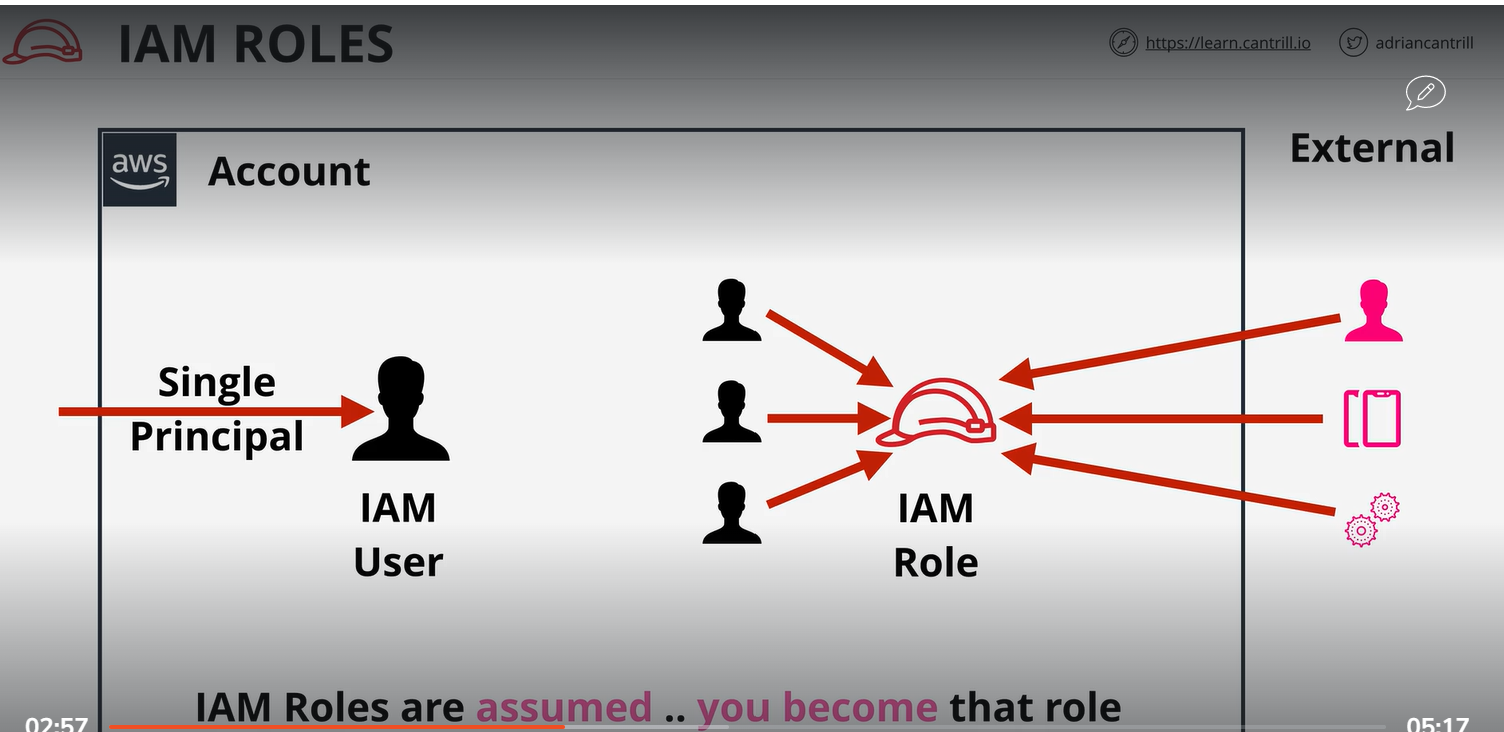 IAM ROLES
https://learn.cantrill.io
adriancantrill
aws
Account
External
Single
Principal
IAM
User
IAM
Role
IAM Roles are assumed .. you become that role
02:57
05:17